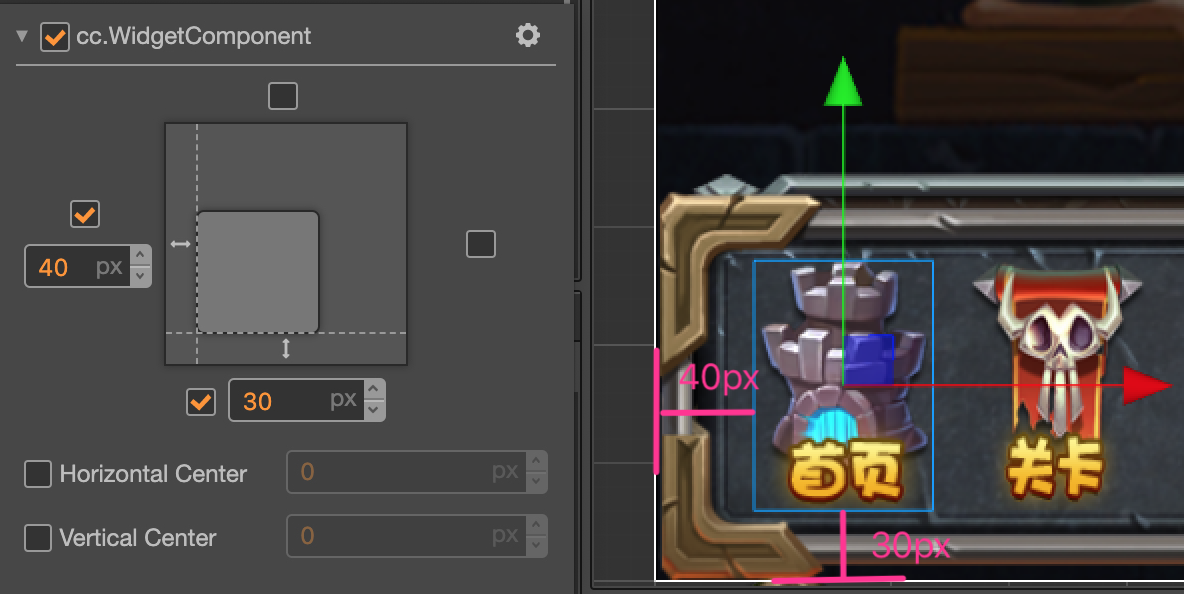 cc.WidgetComponent
40 px
30 px
Horizontal Center 0 px
Vertical Center 0 px
40px
首页
关卡
30px